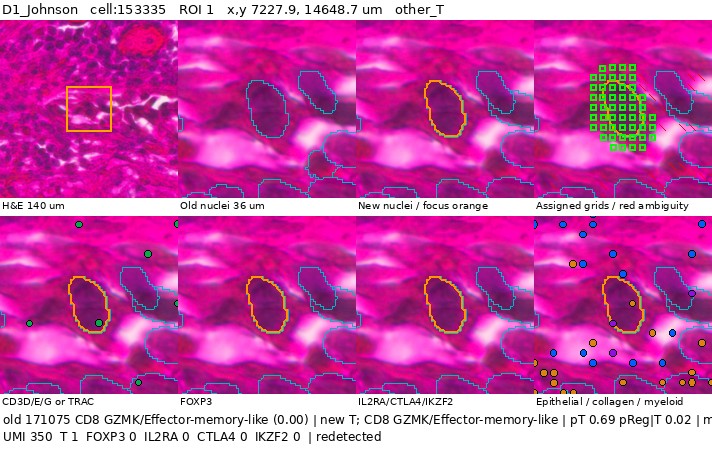 D1_Johnson cell:153335 ROI 1 x,y 7227.9, 14648.7 um other_T
H&E 140 um
Old nuclei 36 um
New nuclei / focus orange
Assigned grids / red ambiguity
CD3D/E/G or TRAC
FOXP3
IL2RA/CTLA4/IKZF2
Epithelial / collagen / myeloid
old 171075 CD8 GZMK/Effector-memory-like (0.00) | new T; CD8 GZMK/Effector-memory-like | pT 0.69 pReg|T 0.02 | m
UMI 350 T 1 FOXP3 0 IL2RA 0 CTLA4 0 IKZF2 0 | redetected